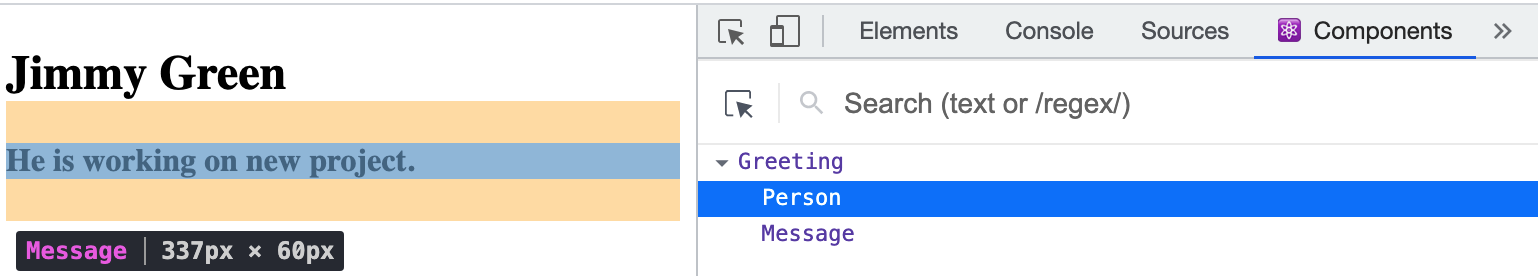 Jimmy Green
He is working on new project.
Message 337px × 60px
Elements Console Sources Components »
Search (text or /regex/)
Greeting
Person
Message